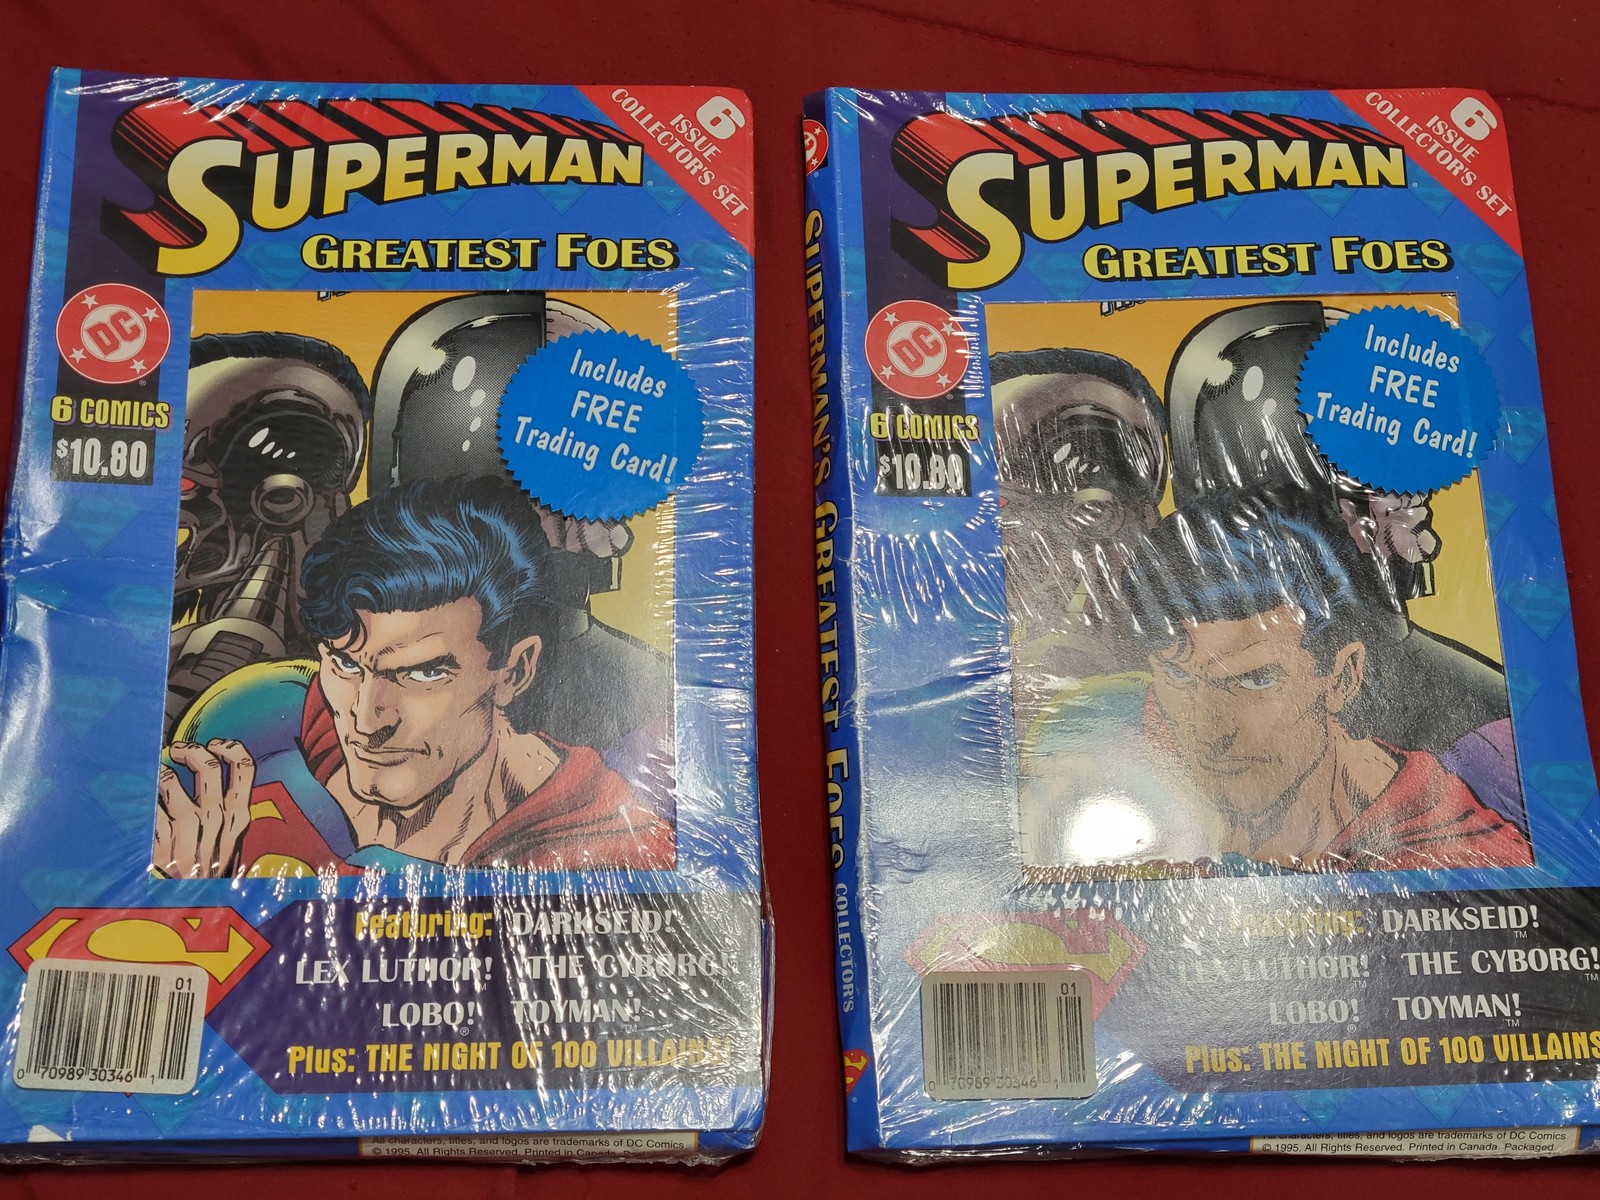 SUPERMAN
GREATEST FOES
6
ISSUE
COLLECTOR'S SET
DC
6 COMICS
$10.80
Includes
FREE
Trading Card!
Featuring: DARKSEID!
LEX LUTHOR! THE CYBORG!
LOBO! TOYMAN!
Plus: THE NIGHT OF 100 VILLAINS!
01
0 70989 30346 1
All characters, titles, and logos are trademarks of DC Comics
© 1995. All Rights Reserved. Printed in Canada.
SUPERMAN'S GREATEST FOES COLLECTORS
SUPERMAN
GREATEST FOES
6
ISSUE
COLLECTOR'S SET
DC
6 COMICS
$10.80
Includes
FREE
Trading Card!
Featuring: DARKSEID!™
LEX LUTHOR! THE CYBORG!
LOBO!® TOYMAN!™
Plus: THE NIGHT OF 100 VILLAINS
01
0 70989 30346 1
All characters, titles, and logos are trademarks of DC Comics
© 1995. All Rights Reserved. Printed in Canada. Packaged